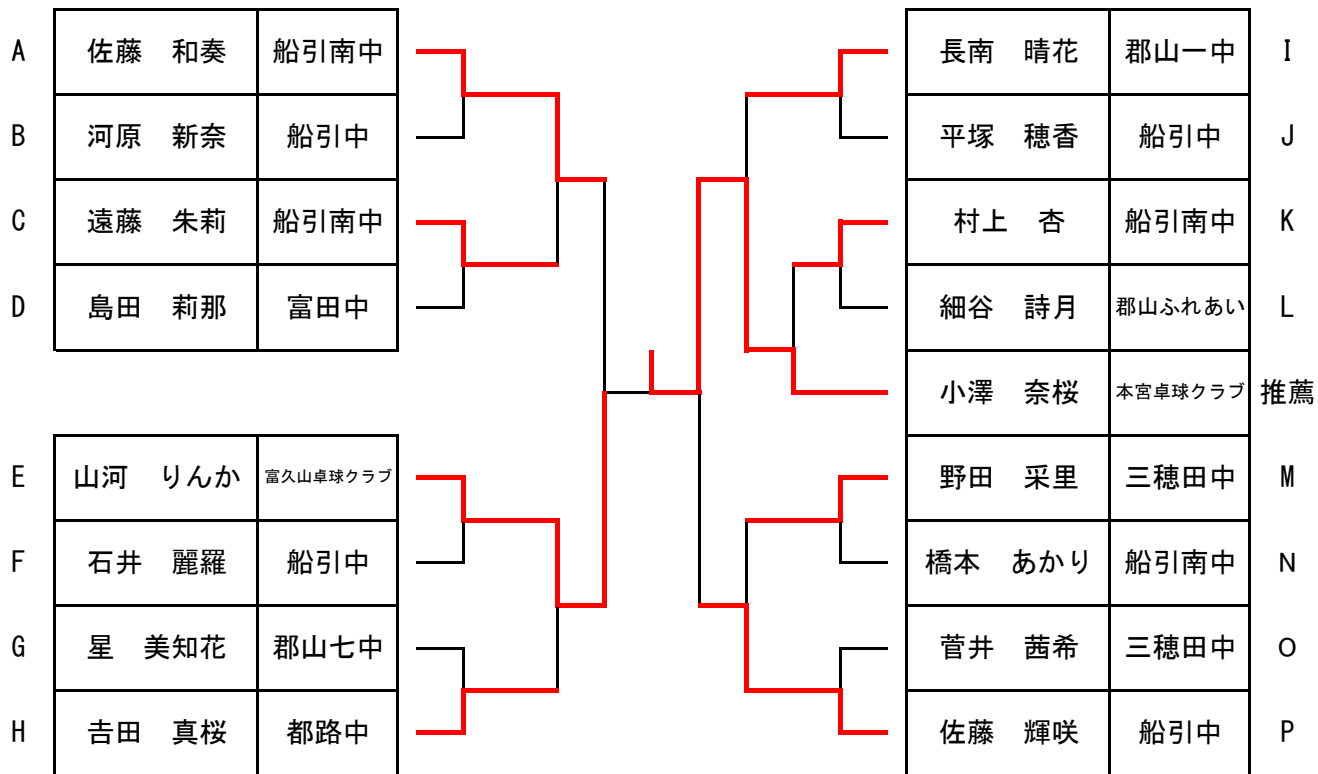 A 佐藤　和奏 船引南中
B 河原　新奈 船引中
C 遠藤　朱莉 船引南中
D 島田　莉那 富田中
E 山河　りんか 富久山卓球クラブ
F 石井　麗羅 船引中
G 星　美知花 郡山七中
H 吉田　真桜 都路中
長南　晴花 郡山一中 I
平塚　穂香 船引中 J
村上　杏 船引南中 K
細谷　詩月 郡山ふれあい L
小澤　奈桜 本宮卓球クラブ 推薦
野田　采里 三穂田中 M
橋本　あかり 船引南中 N
菅井　茜希 三穂田中 O
佐藤　輝咲 船引中 P